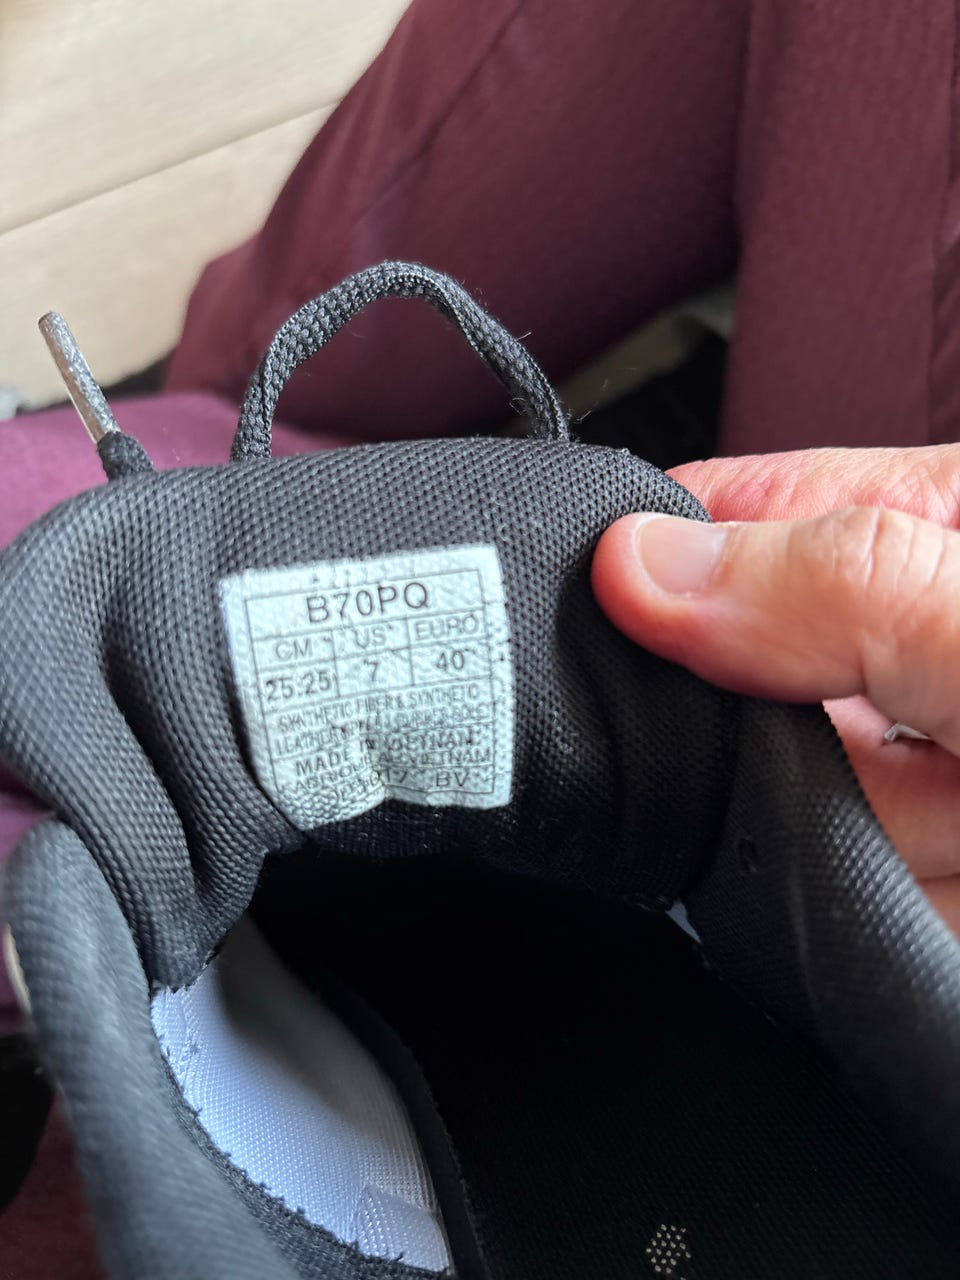 B70PQ
CM US EURO
25.25 7 40
SYNTHETIC FIBER & SYNTHETIC
LEATHER
MADE IN VIETNAM
VIETNAM
BV